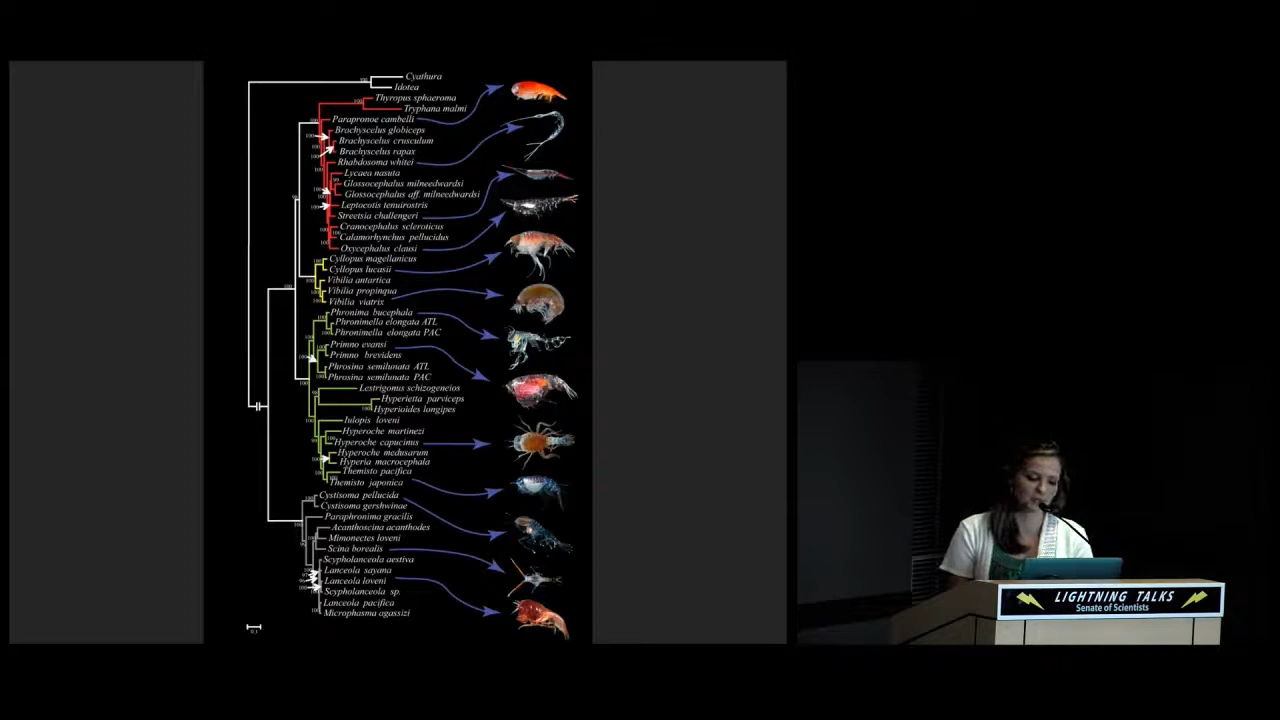 Cyathura
Idotea
Thyropus sphaeroma
Tryphana malmi
Parapronoe cambelli
Brachyscelus globiceps
Brachyscelus crusculum
Brachyscelus rapax
Rhabdosoma whitei
Lycaea nasuta
Glossocephalus milneedwardsi
Glossocephalus aff. milneedwardsi
Leptocotis tenuirostris
Streetsia challengeri
Cranocephalus scleroticus
Calamorhynchus pellucidus
Oxycephalus clausi
Cyllopus magellanicus
Cyllopus lucasii
Vibilia antartica
Vibilia propinqua
Vibilia viatrix
Phronima bucephala
Phronimella elongata ATL
Phronimella elongata PAC
Primno evansi
Primno brevidens
Phrosina semilunata ATL
Phrosina semilunata PAC
Lestrigonus schizogeneios
Hyperietta parviceps
Hyperioides longipes
Iulopis loveni
Hyperoche martinezi
Hyperoche capucinus
Hyperoche medusarum
Hyperia macrocephala
Themisto pacifica
Themisto japonica
Cystisoma pellucida
Cystisoma gershwinae
Paraphronima gracilis
Acanthoscina acanthodes
Mimonectes loveni
Scina borealis
Scypholanceola aestiva
Lanceola sayana
Lanceola loveni
Scypholanceola sp.
Lanceola pacifica
Microphasma agassizi
0.1
LIGHTNING TALKS
Senate of Scientists